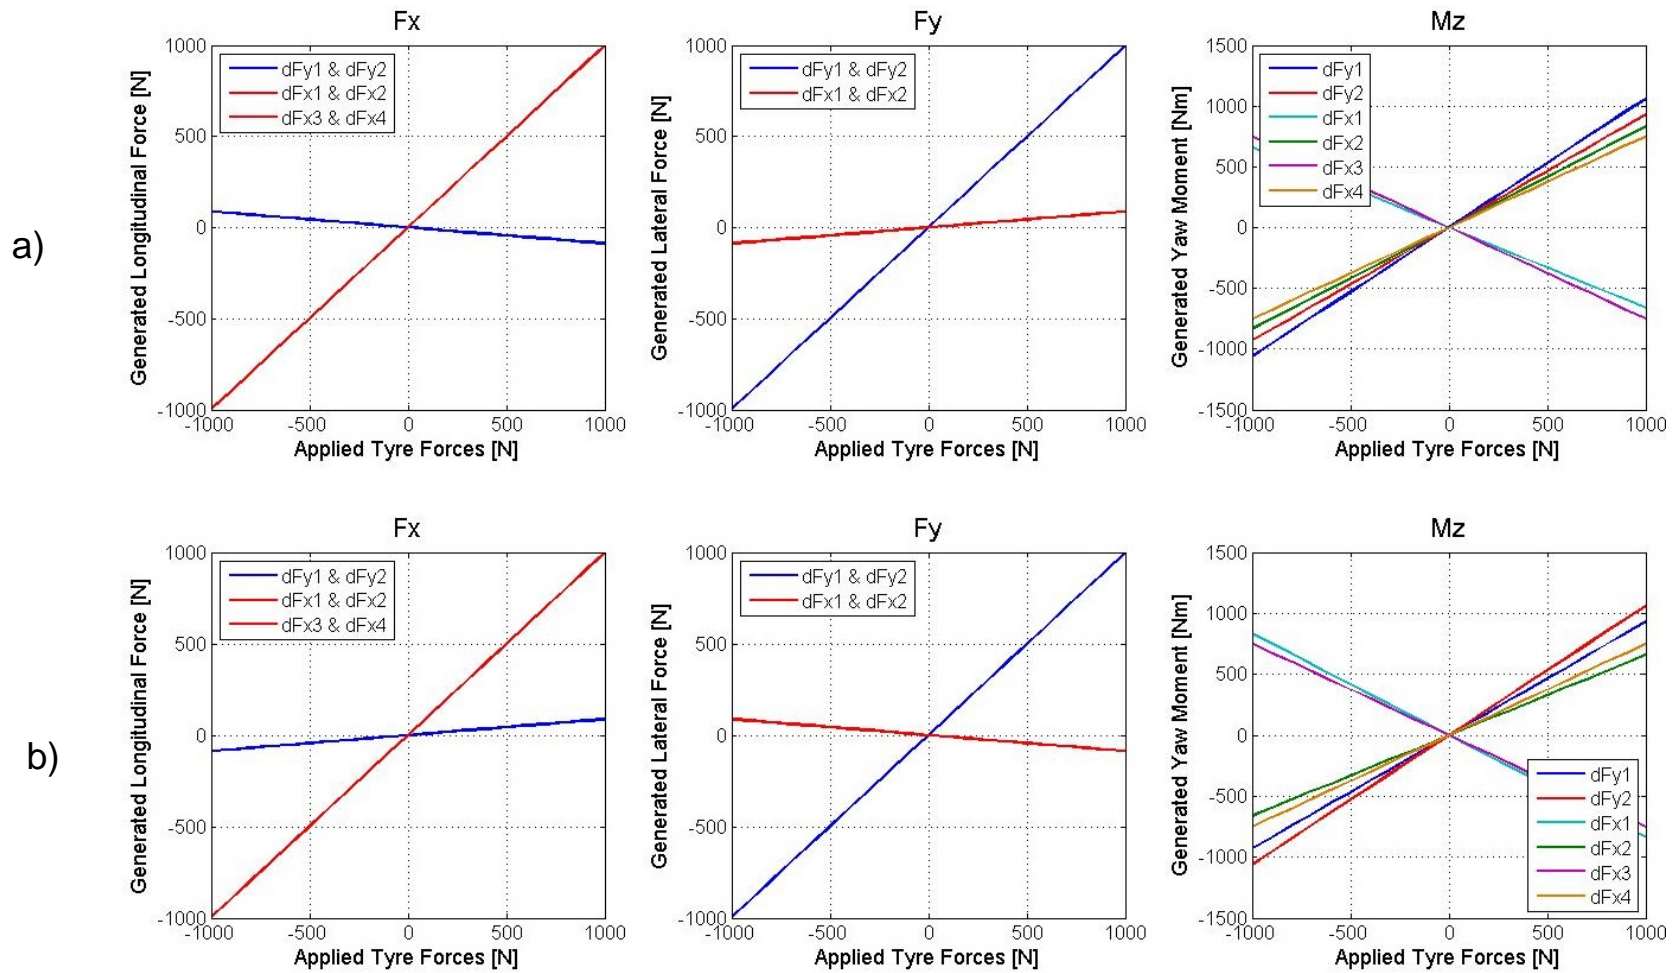 Fx
Fy
Mz
a)
Generated Longitudinal Force [N]
1000
500
0
-500
-1000
dFy1 & dFy2
dFx1 & dFx2
dFx3 & dFx4
-1000 -500 0 500 1000
Applied Tyre Forces [N]
Generated Lateral Force [N]
1000
500
0
-500
-1000
dFy1 & dFy2
dFx1 & dFx2
-1000 -500 0 500 1000
Applied Tyre Forces [N]
Generated Yaw Moment [Nm]
1500
1000
500
0
-500
-1000
-1500
dFy1
dFy2
dFx1
dFx2
dFx3
dFx4
-1000 -500 0 500 1000
Applied Tyre Forces [N]
Fx
Fy
Mz
b)
Generated Longitudinal Force [N]
1000
500
0
-500
-1000
dFy1 & dFy2
dFx1 & dFx2
dFx3 & dFx4
-1000 -500 0 500 1000
Applied Tyre Forces [N]
Generated Lateral Force [N]
1000
500
0
-500
-1000
dFy1 & dFy2
dFx1 & dFx2
-1000 -500 0 500 1000
Applied Tyre Forces [N]
Generated Yaw Moment [Nm]
1500
1000
500
0
-500
-1000
-1500
dFy1
dFy2
dFx1
dFx2
dFx3
dFx4
-1000 -500 0 500 1000
Applied Tyre Forces [N]